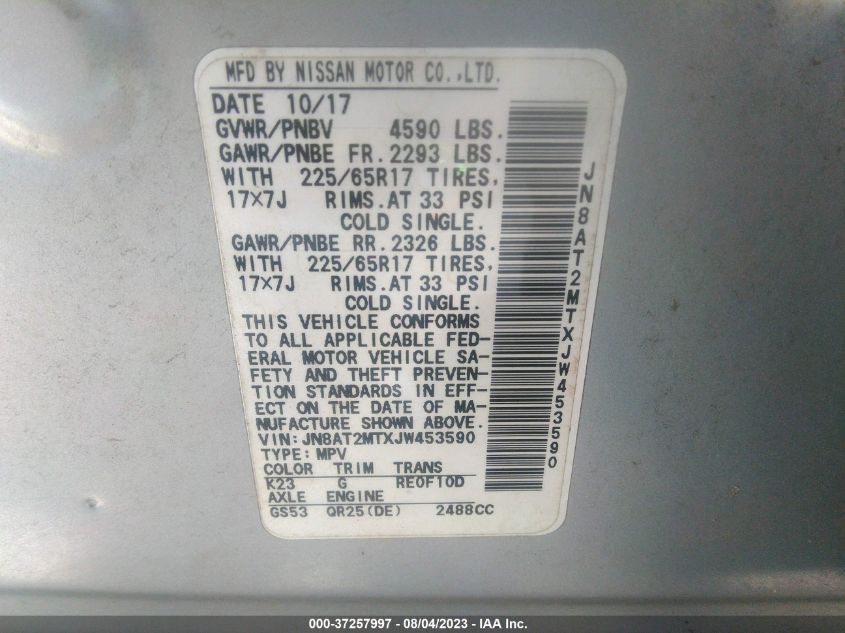 MFD BY NISSAN MOTOR CO.,LTD.
DATE 10/17
GVWR/PNBV 4590 LBS.
GAWR/PNBE FR.2293 LBS.
WITH 225/65R17 TIRES,
17×7J RIMS.AT 33 PSI
COLD SINGLE.
GAWR/PNBE RR.2326 LBS.
WITH 225/65R17 TIRES,
17×7J RIMS.AT 33 PSI
COLD SINGLE.
THIS VEHICLE CONFORMS
TO ALL APPLICABLE FED-
ERAL MOTOR VEHICLE SA-
FETY AND THEFT PREVEN-
TION STANDARDS IN EFF-
ECT ON THE DATE OF MA-
NUFACTURE SHOWN ABOVE.
VIN:JN8AT2MTXJW453590
TYPE:MPV
COLOR TRIM TRANS
K23 G RE0F10D
AXLE ENGINE
GS53 QR25(DE) 2488CC
JN8AT2MTXJW453590
000-37257997 - 08/04/2023 - IAA Inc.